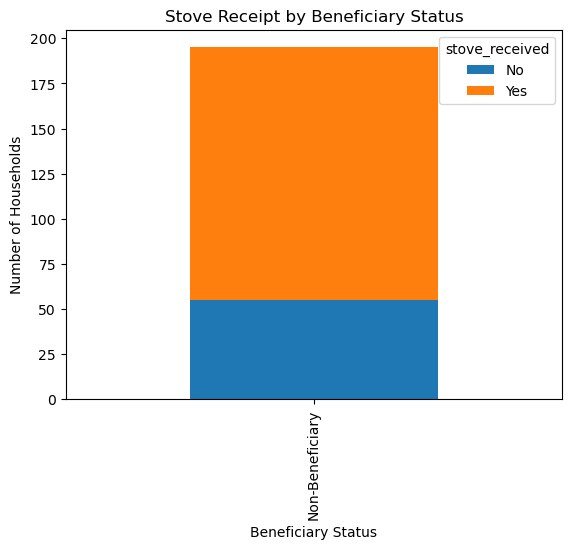 Stove Receipt by Beneficiary Status
stove_received
No
Yes
200
175
150
125
100
75
50
25
0
Number of Households
Non-Beneficiary
Beneficiary Status